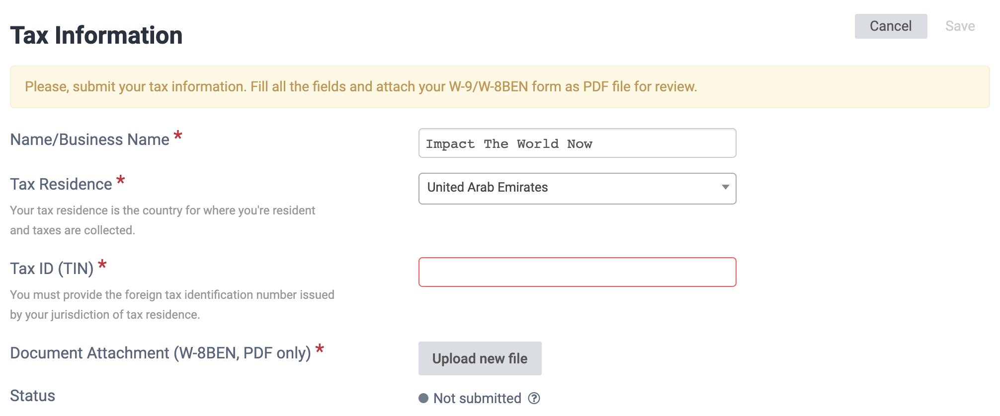 Tax Information
Cancel
Save
Please, submit your tax information. Fill all the fields and attach your W-9/W-8BEN form as PDF file for review.
Name/Business Name *
Impact The World Now
Tax Residence *
United Arab Emirates
Your tax residence is the country for where you're resident
and taxes are collected.
Tax ID (TIN) *
You must provide the foreign tax identification number issued
by your jurisdiction of tax residence.
Document Attachment (W-8BEN, PDF only) *
Upload new file
Status
Not submitted ?